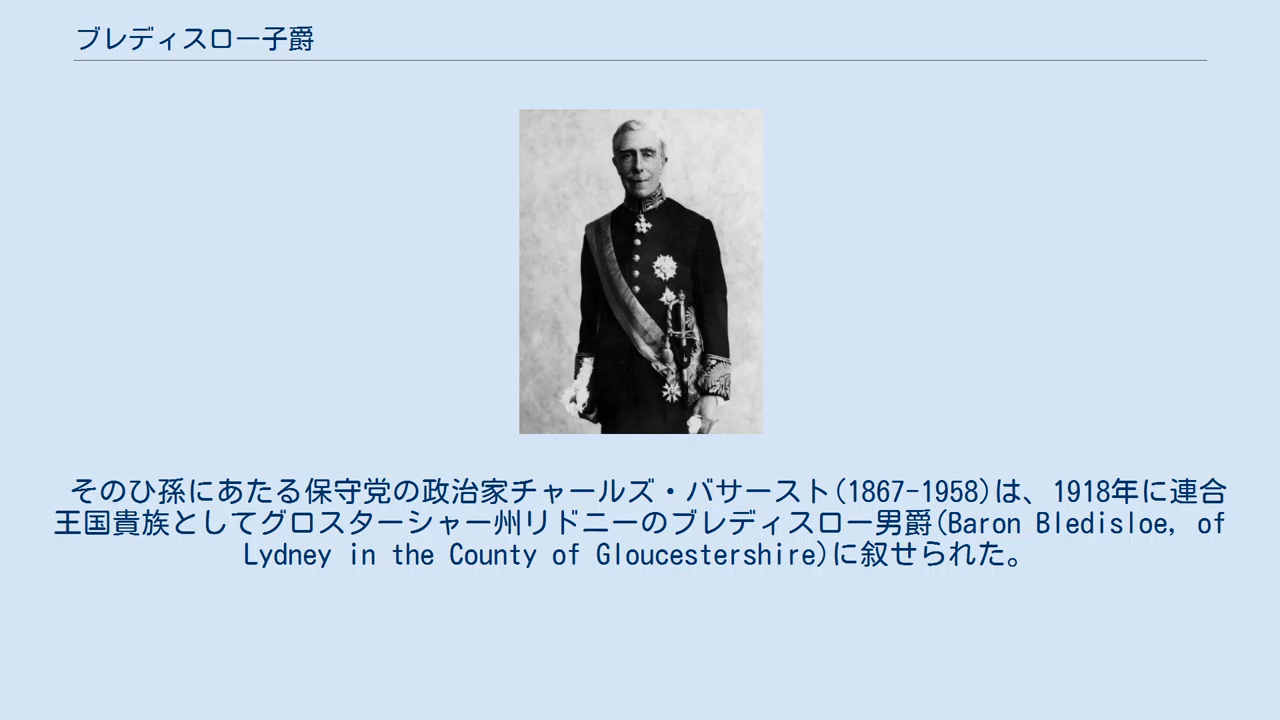 ブレディスロー子爵
そのひ孫にあたる保守党の政治家チャールズ・バサースト(1867-1958)は、1918年に連合
王国貴族としてグロスターシャー州リドニーのブレディスロー男爵(Baron Bledisloe, of
Lydney in the County of Gloucestershire)に叙せられた。